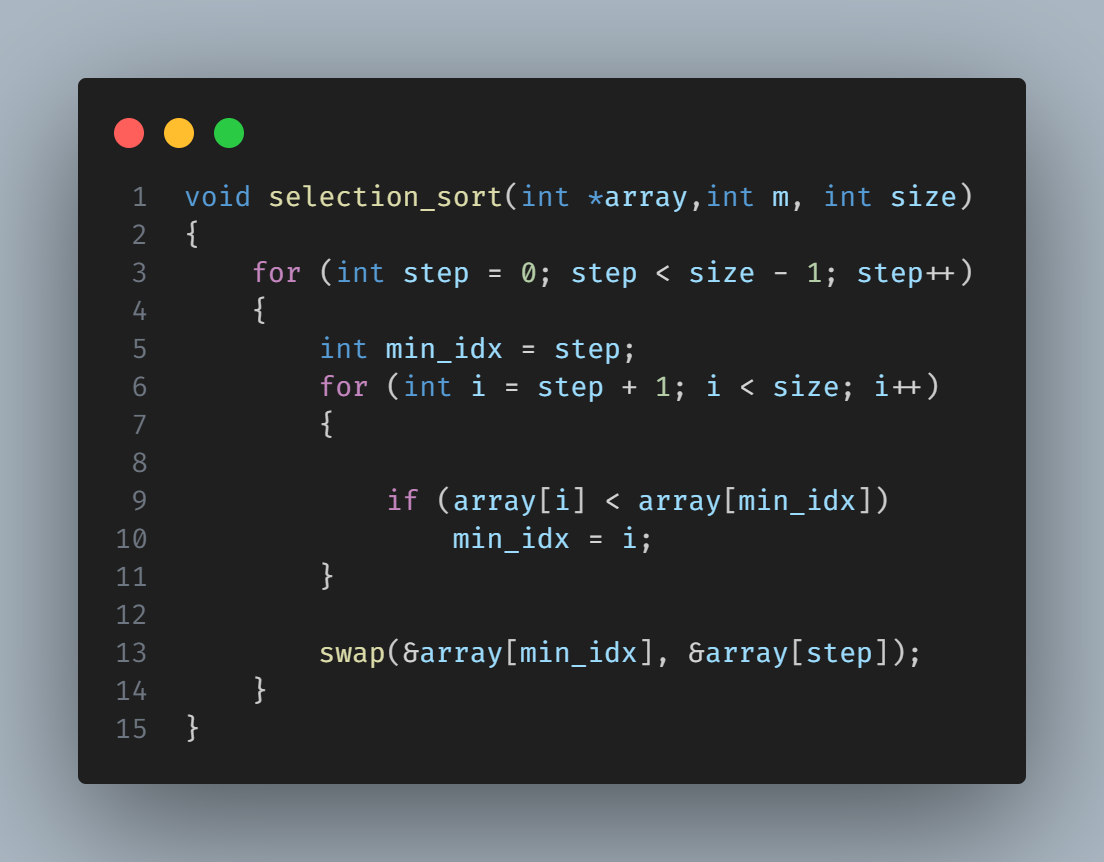 1 void selection_sort(int *array,int m, int size)
2 {
3     for (int step = 0; step < size - 1; step++)
4     {
5         int min_idx = step;
6         for (int i = step + 1; i < size; i++)
7         {
8
9             if (array[i] < array[min_idx])
10                 min_idx = i;
11         }
12
13         swap(&array[min_idx], &array[step]);
14     }
15 }